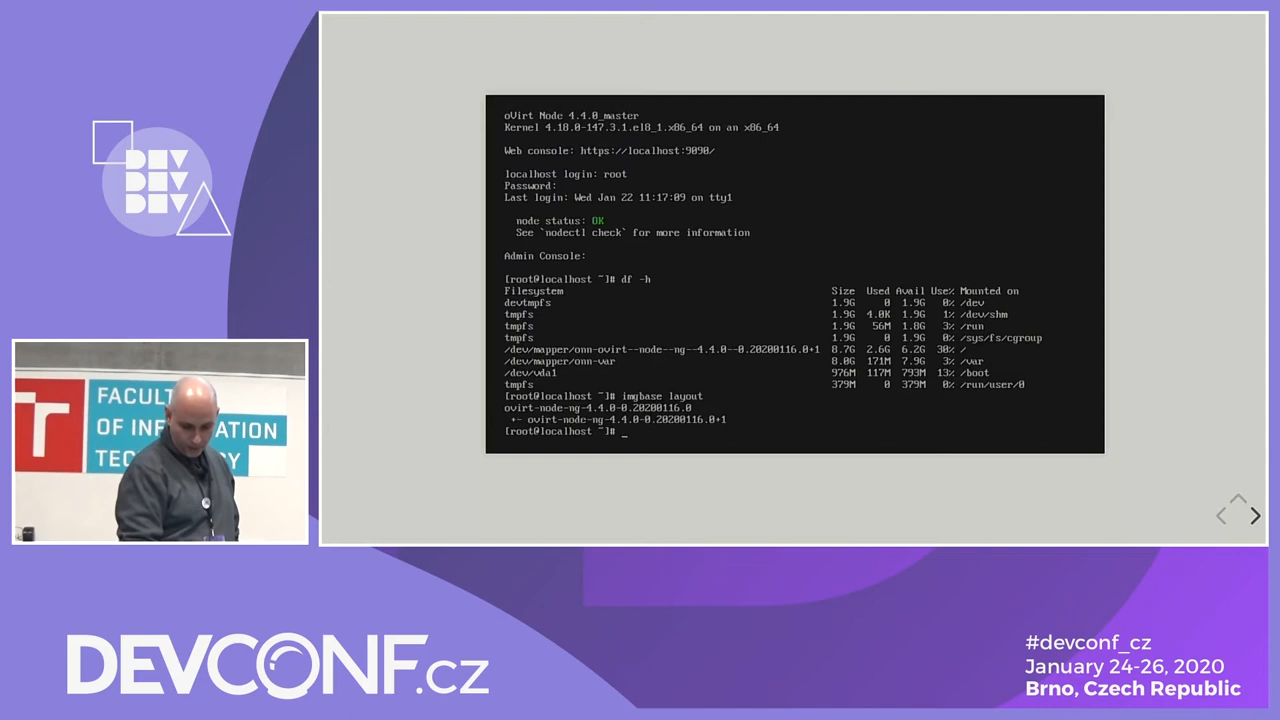 DEV
DEV
DEV
oVirt Node 4.4.0_master
Kernel 4.18.0-147.3.1.el8_1.x86_64 on an x86_64
Web console: https://localhost:9090/
localhost login: root
Password:
Last login: Wed Jan 22 11:17:09 on tty1
node status: OK
See `nodectl check` for more information
Admin Console:
[root@localhost ~]# df -h
Filesystem Size Used Avail Use% Mounted on
devtmpfs 1.9G 0 1.9G 0% /dev
tmpfs 1.9G 4.0K 1.9G 1% /dev/shm
tmpfs 1.9G 56M 1.8G 3% /run
tmpfs 1.9G 0 1.9G 0% /sys/fs/cgroup
/dev/mapper/onn-ovirt--node--ng--4.4.0--0.20200116.0+1 8.7G 2.6G 6.2G 30% /
/dev/mapper/onn-var 8.0G 171M 7.9G 3% /var
/dev/vda1 976M 117M 793M 13% /boot
tmpfs 379M 0 379M 0% /run/user/0
[root@localhost ~]# imgbase layout
ovirt-node-ng-4.4.0-0.20200116.0
+- ovirt-node-ng-4.4.0-0.20200116.0+1
[root@localhost ~]# _
OF
DEVCONF.cz
#devconf_cz
January 24-26, 2020
Brno, Czech Republic